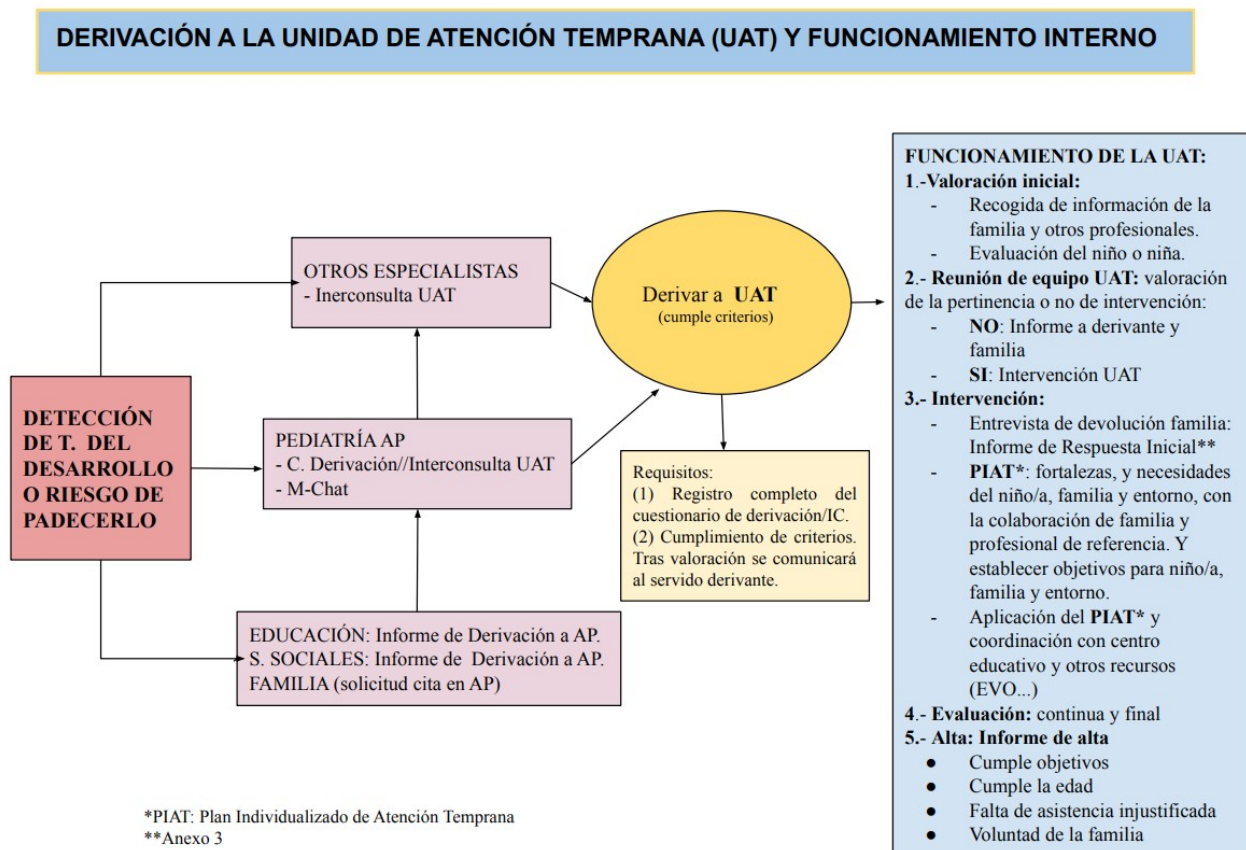 DERIVACIÓN A LA UNIDAD DE ATENCIÓN TEMPRANA (UAT) Y FUNCIONAMIENTO INTERNO
DETECCIÓN
DE T. DEL
DESARROLLO
O RIESGO DE
PADECERLO
OTROS ESPECIALISTAS
- Inerconsulta UAT
PEDIATRÍA AP
- C. Derivación//Interconsulta UAT
- M-Chat
EDUCACIÓN: Informe de Derivación a AP.
S. SOCIALES: Informe de Derivación a AP.
FAMILIA (solicitud cita en AP)
Derivar a UAT
(cumple criterios)
Requisitos:
(1) Registro completo del
cuestionario de derivación/IC.
(2) Cumplimiento de criterios.
Tras valoración se comunicará
al servido derivante.
FUNCIONAMIENTO DE LA UAT:
1.-Valoración inicial:
- Recogida de información de la
familia y otros profesionales.
- Evaluación del niño o niña.
2.- Reunión de equipo UAT: valoración
de la pertinencia o no de intervención:
- NO: Informe a derivante y
familia
- SI: Intervención UAT
3.- Intervención:
- Entrevista de devolución familia:
Informe de Respuesta Inicial**
- PIAT*: fortalezas, y necesidades
del niño/a, familia y entorno, con
la colaboración de familia y
profesional de referencia. Y
establecer objetivos para niño/a,
familia y entorno.
- Aplicación del PIAT* y
coordinación con centro
educativo y otros recursos
(EVO...)
4.- Evaluación: continua y final
5.- Alta: Informe de alta
● Cumple objetivos
● Cumple la edad
● Falta de asistencia injustificada
● Voluntad de la familia
*PIAT: Plan Individualizado de Atención Temprana
**Anexo 3